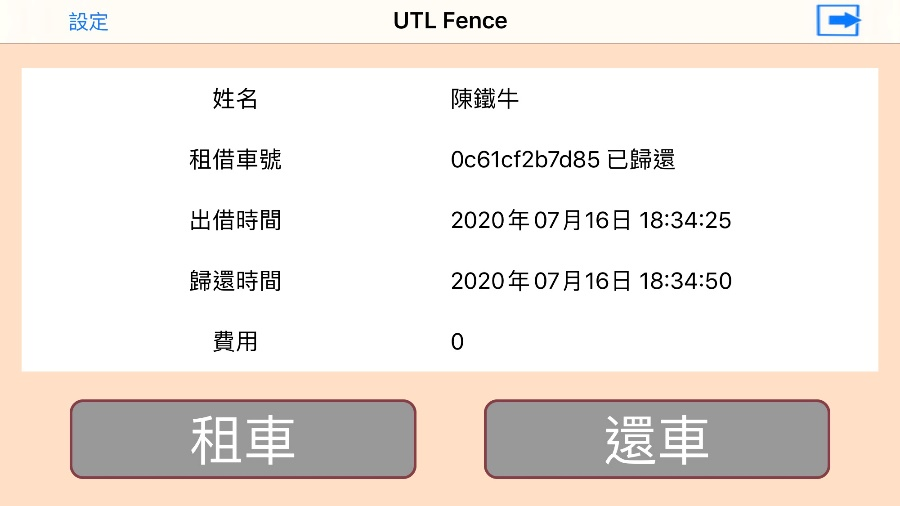 設定 UTL Fence
姓名 陳鐵牛
租借車號 0c61cf2b7d85 已歸還
出借時間 2020年07月16日 18:34:25
歸還時間 2020年07月16日 18:34:50
費用 0
租車 還車